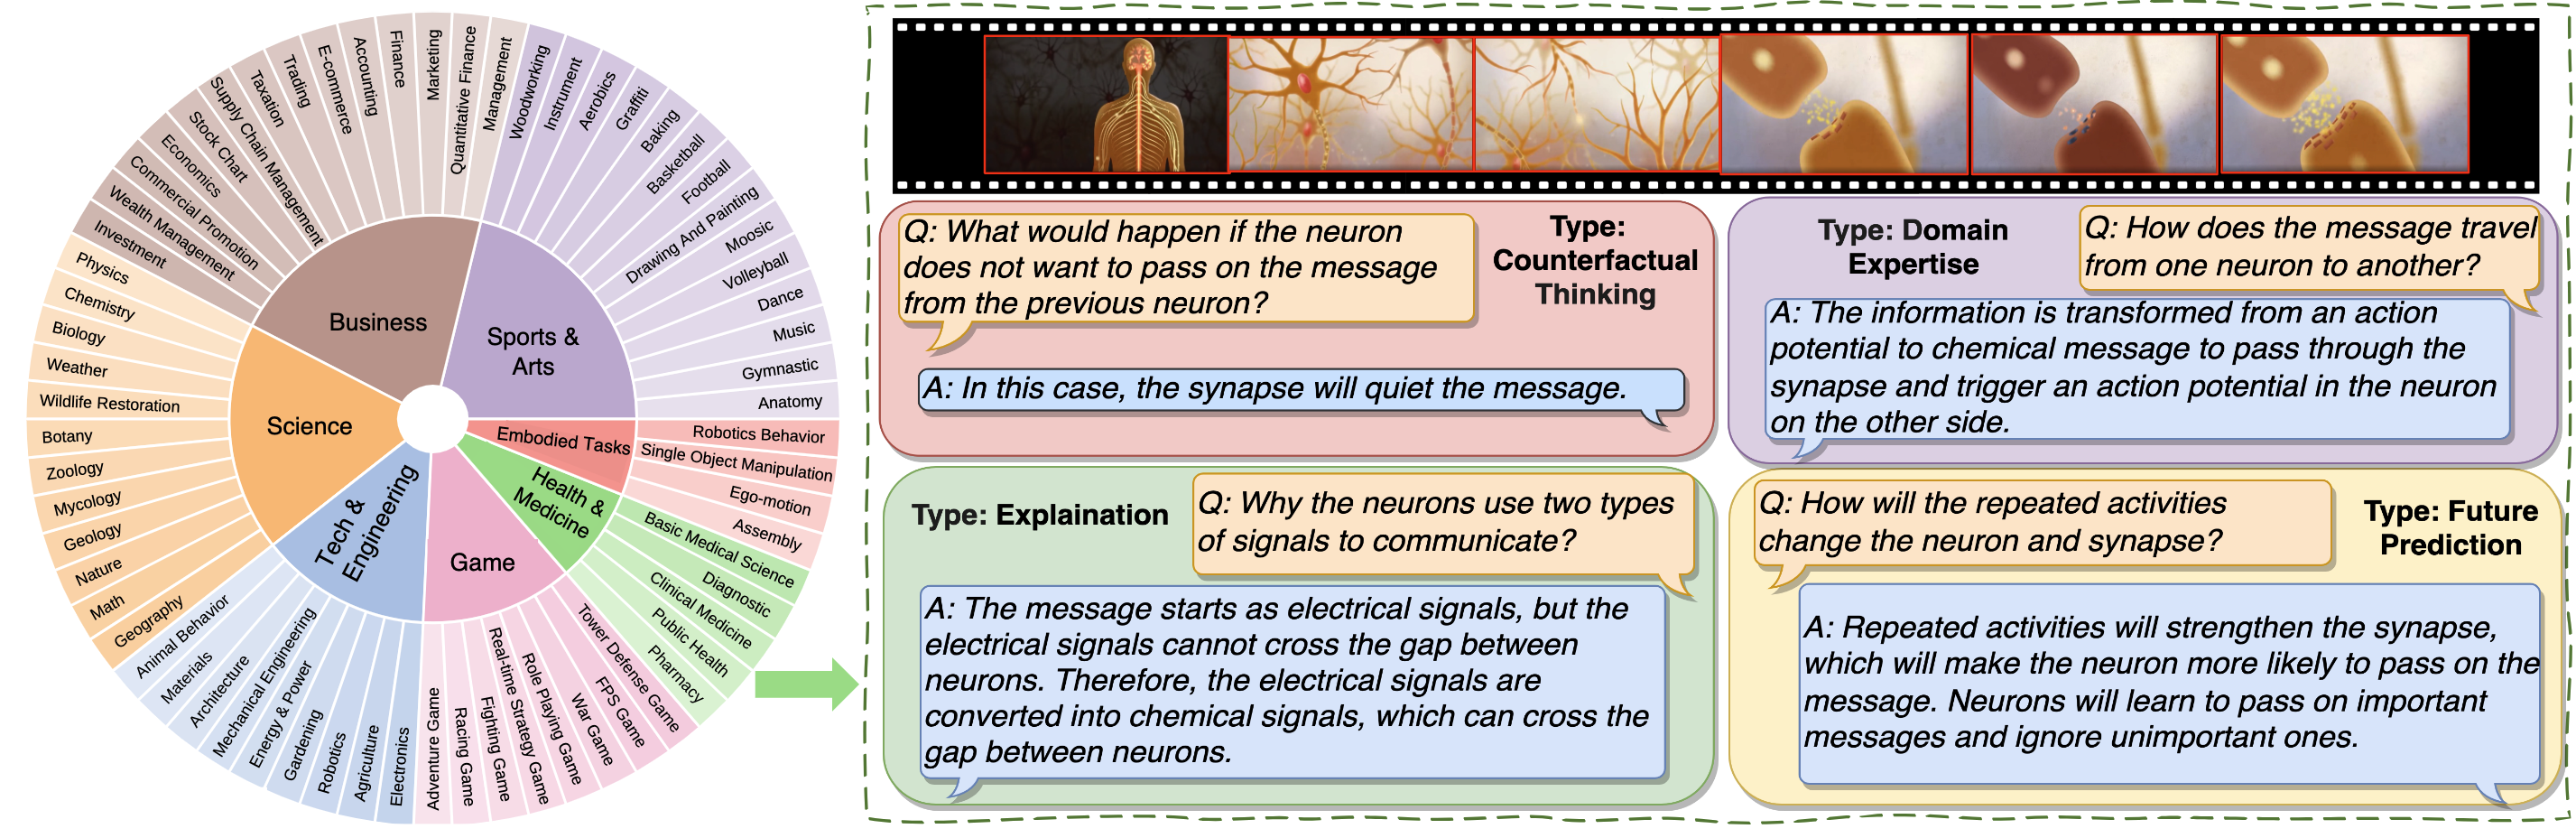 Business
Sports &
Arts
Science
Embodied Tasks
Health &
Medicine
Tech &
Engineering
Game
Investment
Wealth Management
Commercial Promotion
Economics
Stock Chart
Supply Chain Management
Taxation
Trading
E-commerce
Accounting
Finance
Marketing
Quantitative Finance
Management
Woodworking
Instrument
Aerobics
Graffiti
Baking
Basketball
Football
Drawing And Painting
Moosic
Volleyball
Dance
Music
Gymnastic
Anatomy
Robotics Behavior
Single Object Manipulation
Ego-motion
Assembly
Basic Medical Science
Diagnostic
Clinical Medicine
Public Health
Pharmacy
Tower Defense Game
FPS Game
War Game
Role Playing Game
Real-time Strategy Game
Fighting Game
Racing Game
Adventure Game
Electronics
Agriculture
Robotics
Gardening
Energy & Power
Mechanical Engineering
Architecture
Materials
Animal Behavior
Geography
Math
Nature
Geology
Mycology
Zoology
Botany
Wildlife Restoration
Weather
Biology
Chemistry
Physics
Q: What would happen if the neuron
does not want to pass on the message
from the previous neuron?
Type:
Counterfactual
Thinking
A: In this case, the synapse will quiet the message.
Type: Domain
Expertise
Q: How does the message travel
from one neuron to another?
A: The information is transformed from an action
potential to chemical message to pass through the
synapse and trigger an action potential in the neuron
on the other side.
Type: Explaination
Q: Why the neurons use two types
of signals to communicate?
A: The message starts as electrical signals, but the
electrical signals cannot cross the gap between
neurons. Therefore, the electrical signals are
converted into chemical signals, which can cross the
gap between neurons.
Q: How will the repeated activities
change the neuron and synapse?
Type: Future
Prediction
A: Repeated activities will strengthen the synapse,
which will make the neuron more likely to pass on the
message. Neurons will learn to pass on important
messages and ignore unimportant ones.